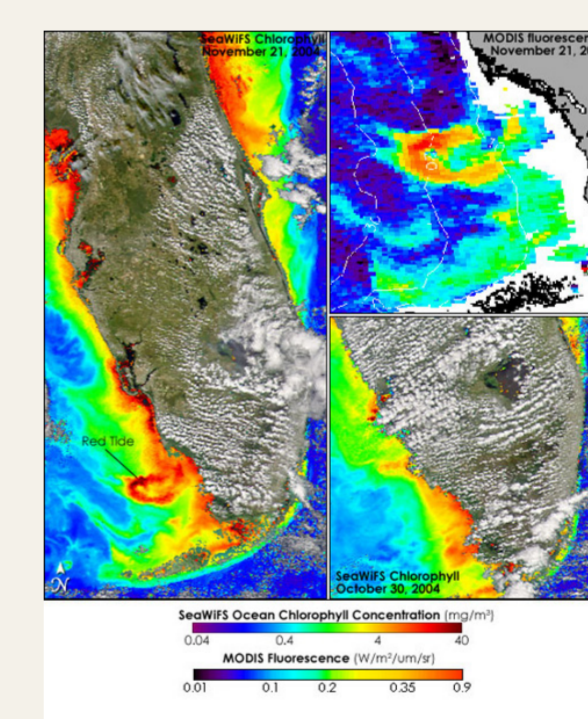 SeaWiFS Chlorophyll
November 21, 2004
MODIS
November 21,
Red Tide
N
SeaWiFS Chlorophyll
October 30, 2004
SeaWiFS Ocean Chlorophyll Concentration (mg/m³)
0.04 0.4 4 40
MODIS Fluorescence (W/m²/um/sr)
0.01 0.1 0.2 0.35 0.9